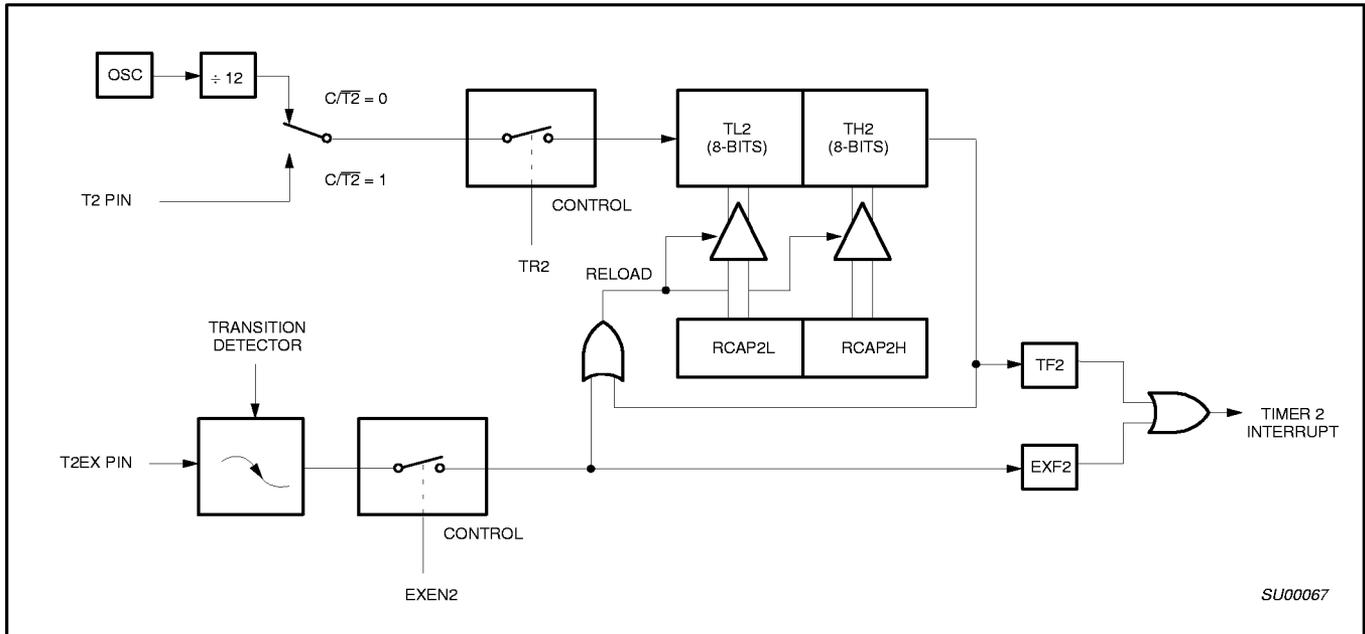 OSC
÷ 12
C/T2̅ = 0
C/T2̅ = 1
T2 PIN
CONTROL
TR2
TL2
(8-BITS)
TH2
(8-BITS)
RELOAD
RCAP2L
RCAP2H
TRANSITION
DETECTOR
T2EX PIN
CONTROL
EXEN2
TF2
EXF2
TIMER 2
INTERRUPT
SU00067